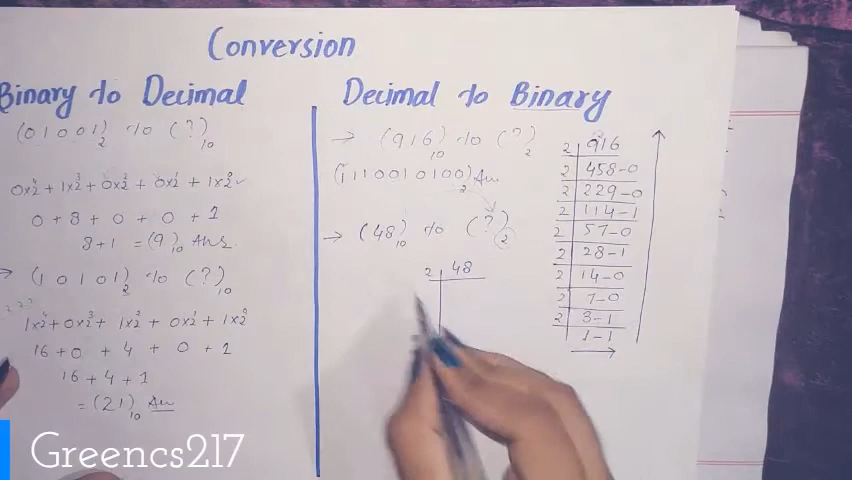 Conversion
Binary to Decimal
(01001)₂ to (?)₁₀
0x2⁴ + 1x2³ + 0x2² + 0x2¹ + 1x2⁰
0 + 8 + 0 + 0 + 1
8+1 = (9)₁₀ Ans.
→ (10101)₂ to (?)₁₀
1x2⁴ + 0x2³ + 1x2² + 0x2¹ + 1x2⁰
16 + 0 + 4 + 0 + 1
16 + 4 + 1
= (21)₁₀ Ans
Decimal to Binary
→ (916)₁₀ to (?)₂
(1110010100)₂ Ans
→ (48)₁₀ to (?)₂
2 48
2 916
2 458-0
2 229-0
2 114-1
2 57-0
2 28-1
2 14-0
2 7-0
2 3-1
1-1
Greencs217